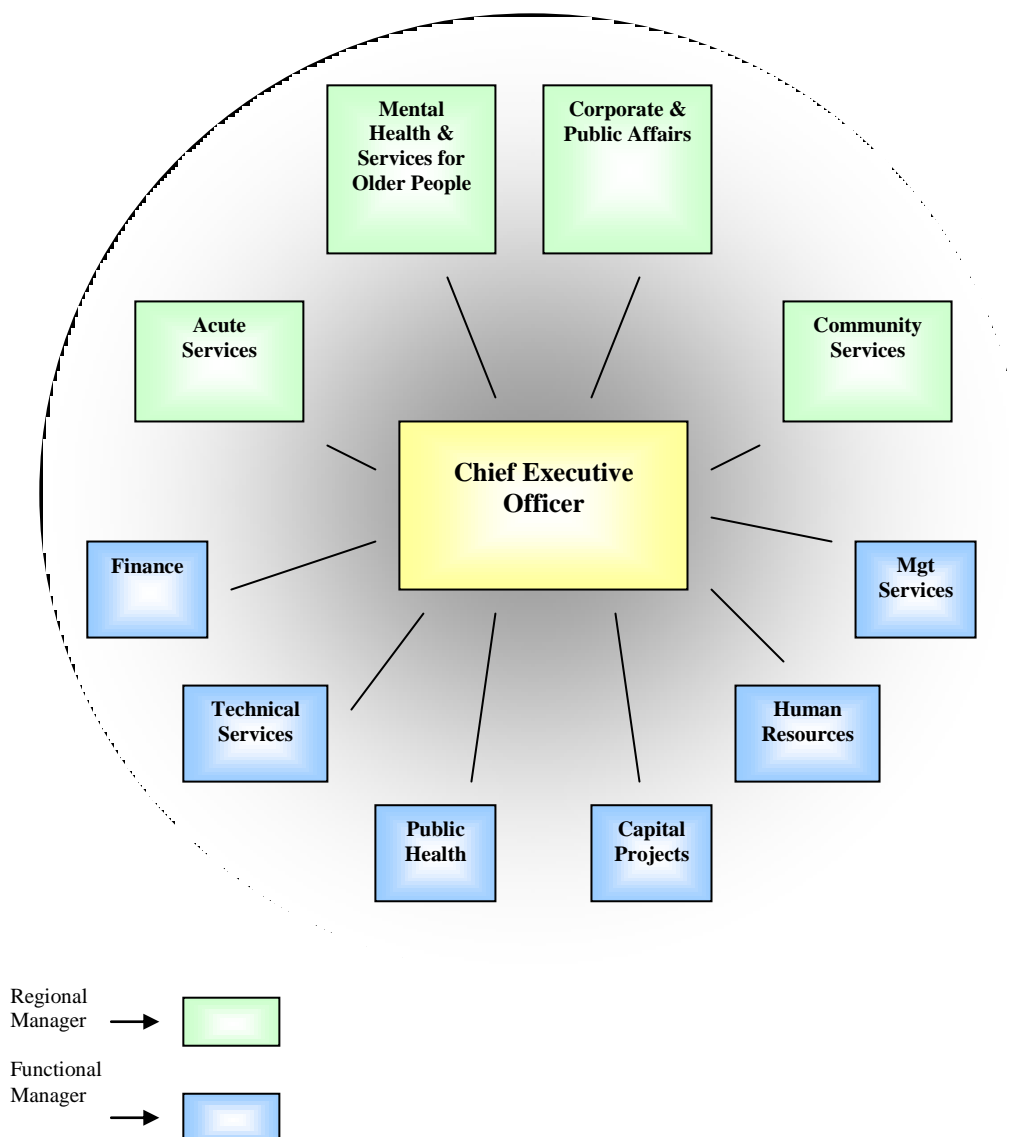 Mental
Health &
Services for
Older People
Corporate &
Public Affairs
Acute
Services
Community
Services
Chief Executive
Officer
Finance
Mgt
Services
Technical
Services
Human
Resources
Public
Health
Capital
Projects
Regional
Manager
Functional
Manager